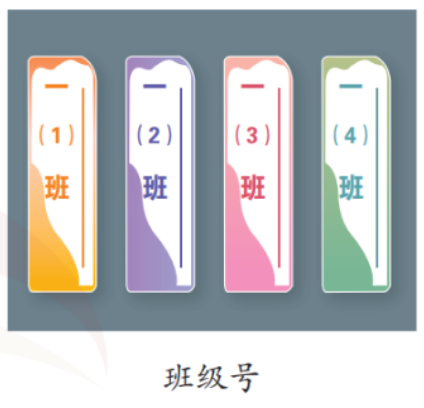 一
（1）
班
一
（2）
班
一
（3）
班
一
（4）
班
班级号